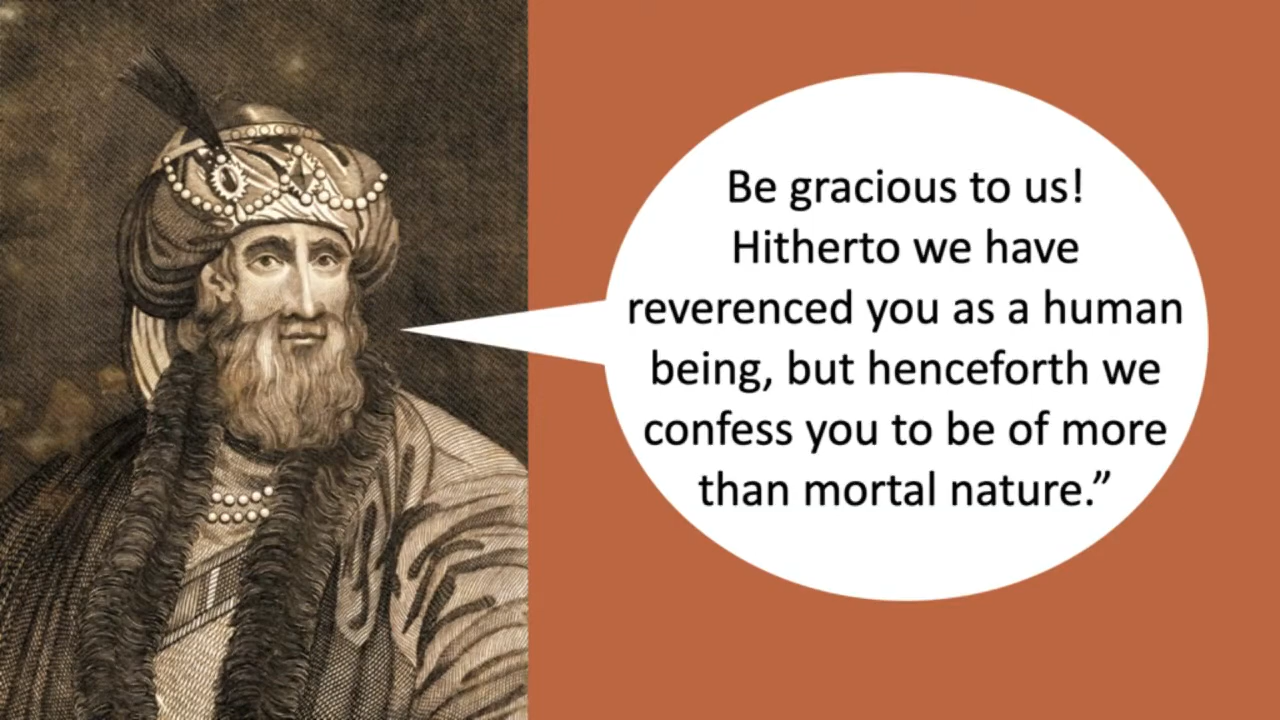 Be gracious to us!
Hitherto we have
reverenced you as a human
being, but henceforth we
confess you to be of more
than mortal nature.”